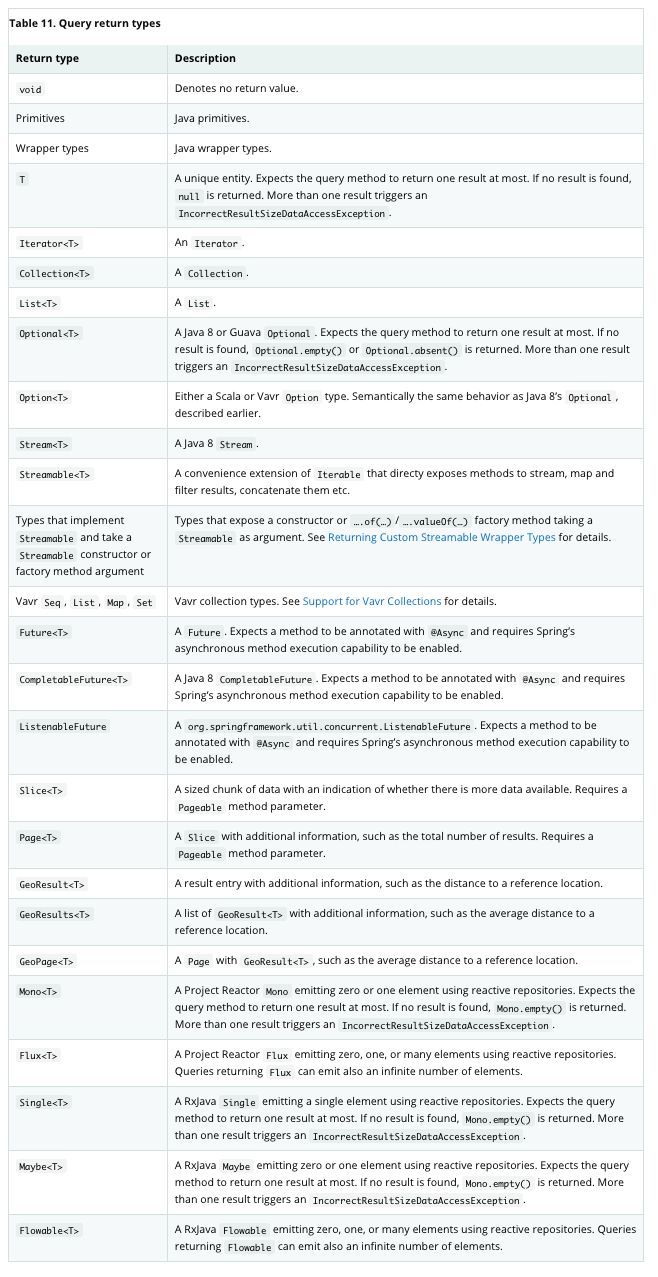 Table 11. Query return types
Return type Description
void Denotes no return value.
Primitives Java primitives.
Wrapper types Java wrapper types.
T A unique entity. Expects the query method to return one result at most. If no result is found,
null is returned. More than one result triggers an
IncorrectResultSizeDataAccessException.
Iterator<T> An Iterator.
Collection<T> A Collection.
List<T> A List.
Optional<T> A Java 8 or Guava Optional. Expects the query method to return one result at most. If no
result is found, Optional.empty() or Optional.absent() is returned. More than one result
triggers an IncorrectResultSizeDataAccessException.
Option<T> Either a Scala or Vavr Option type. Semantically the same behavior as Java 8’s Optional,
described earlier.
Stream<T> A Java 8 Stream.
Streamable<T> A convenience extension of Iterable that directy exposes methods to stream, map and
filter results, concatenate them etc.
Types that implement
Streamable and take a
Streamable constructor or
factory method argument
Types that expose a constructor or ….of(…)/….valueOf(…) factory method taking a
Streamable as argument. See Returning Custom Streamable Wrapper Types for details.
Vavr Seq, List, Map, Set Vavr collection types. See Support for Vavr Collections for details.
Future<T> A Future. Expects a method to be annotated with @Async and requires Spring’s
asynchronous method execution capability to be enabled.
CompletableFuture<T> A Java 8 CompletableFuture. Expects a method to be annotated with @Async and requires
Spring’s asynchronous method execution capability to be enabled.
ListenableFuture A org.springframework.util.concurrent.ListenableFuture. Expects a method to be
annotated with @Async and requires Spring’s asynchronous method execution capability to
be enabled.
Slice<T> A sized chunk of data with an indication of whether there is more data available. Requires a
Pageable method parameter.
Page<T> A Slice with additional information, such as the total number of results. Requires a
Pageable method parameter.
GeoResult<T> A result entry with additional information, such as the distance to a reference location.
GeoResults<T> A list of GeoResult<T> with additional information, such as the average distance to a
reference location.
GeoPage<T> A Page with GeoResult<T>, such as the average distance to a reference location.
Mono<T> A Project Reactor Mono emitting zero or one element using reactive repositories. Expects the
query method to return one result at most. If no result is found, Mono.empty() is returned.
More than one result triggers an IncorrectResultSizeDataAccessException.
Flux<T> A Project Reactor Flux emitting zero, one, or many elements using reactive repositories.
Queries returning Flux can emit also an infinite number of elements.
Single<T> A RxJava Single emitting a single element using reactive repositories. Expects the query
method to return one result at most. If no result is found, Mono.empty() is returned. More
than one result triggers an IncorrectResultSizeDataAccessException.
Maybe<T> A RxJava Maybe emitting zero or one element using reactive repositories. Expects the query
method to return one result at most. If no result is found, Mono.empty() is returned. More
than one result triggers an IncorrectResultSizeDataAccessException.
Flowable<T> A RxJava Flowable emitting zero, one, or many elements using reactive repositories. Queries
returning Flowable can emit also an infinite number of elements.